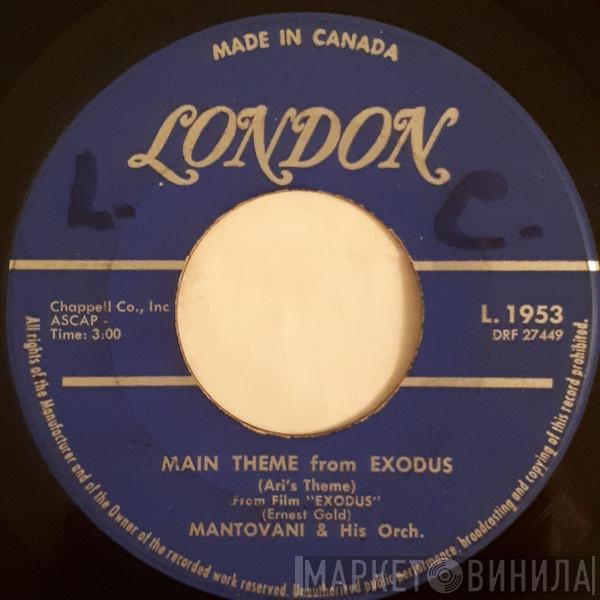 MADE IN CANADA
LONDON
L. C.
Chappell Co., Inc
ASCAP -
Time: 3:00
L. 1953
DRF 27449
MAIN THEME from EXODUS
(Ari's Theme)
From Film "EXODUS"
(Ernest Gold)
MANTOVANI & His Orch.
All rights of the Manufacturer and of the Owner of the recorded work reserved. Unauthorized public performance, broadcasting and copying of this record prohibited.
МАРКЕТ ВИНИЛА